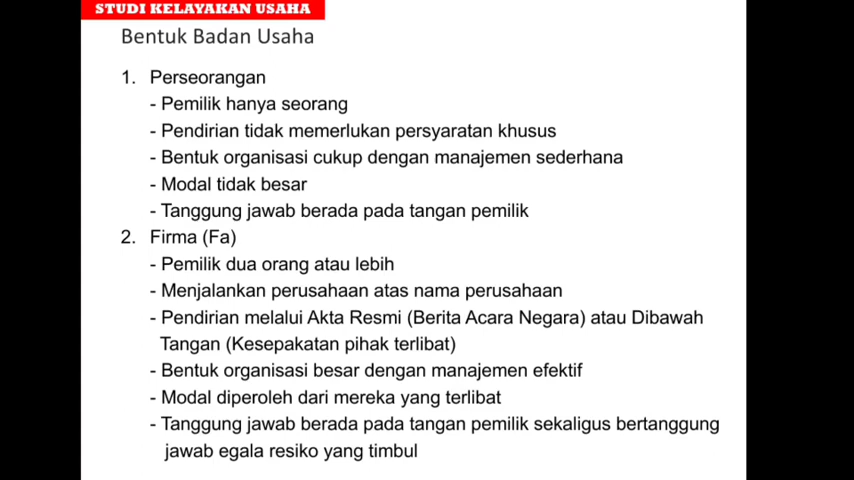 STUDI KELAYAKAN USAHA
Bentuk Badan Usaha
1. Perseorangan
- Pemilik hanya seorang
- Pendirian tidak memerlukan persyaratan khusus
- Bentuk organisasi cukup dengan manajemen sederhana
- Modal tidak besar
- Tanggung jawab berada pada tangan pemilik
2. Firma (Fa)
- Pemilik dua orang atau lebih
- Menjalankan perusahaan atas nama perusahaan
- Pendirian melalui Akta Resmi (Berita Acara Negara) atau Dibawah
Tangan (Kesepakatan pihak terlibat)
- Bentuk organisasi besar dengan manajemen efektif
- Modal diperoleh dari mereka yang terlibat
- Tanggung jawab berada pada tangan pemilik sekaligus bertanggung
jawab egala resiko yang timbul